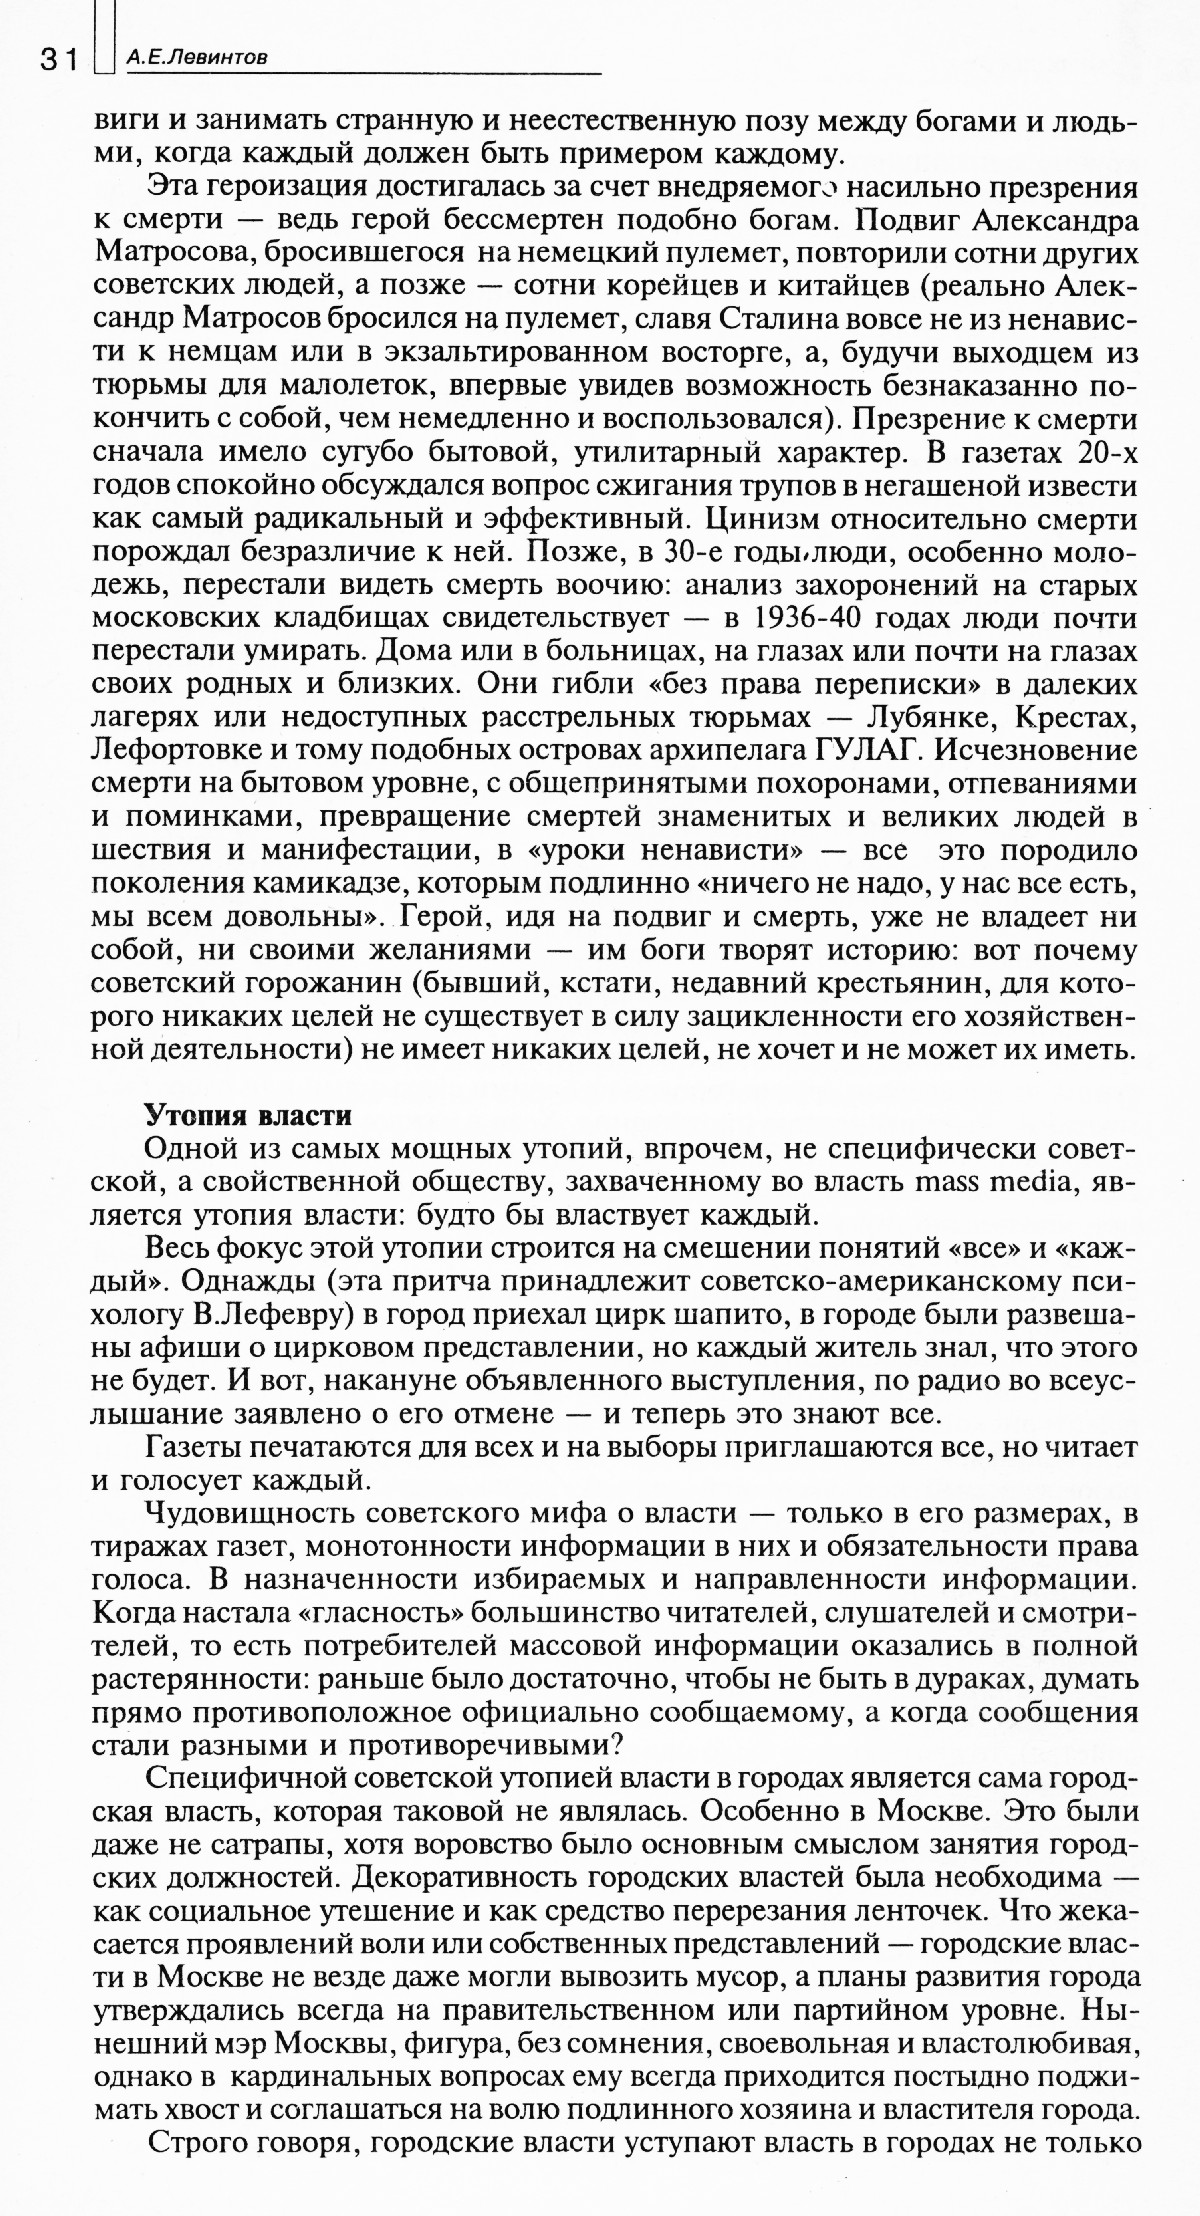 31
А.Е.Левинтов
виги и занимать странную и неестественную позу между богами и людь-
ми, когда каждый должен быть примером каждому.
Эта героизация достигалась за счет внедряемого насильно презрения
к смерти — ведь герой бессмертен подобно богам. Подвиг Александра
Матросова, бросившегося на немецкий пулемет, повторили сотни других
советских людей, а позже — сотни корейцев и китайцев (реально Алек-
сандр Матросов бросился на пулемет, славя Сталина вовсе не из ненавис-
ти к немцам или в экзальтированном восторге, а, будучи выходцем из
тюрьмы для малолеток, впервые увидев возможность безнаказанно по-
кончить с собой, чем немедленно и воспользовался). Презрение к смерти
сначала имело сугубо бытовой, утилитарный характер. В газетах 20-х
годов спокойно обсуждался вопрос сжигания трупов в негашеной извести
как самый радикальный и эффективный. Цинизм относительно смерти
порождал безразличие к ней. Позже, в 30-е годы люди, особенно моло-
дежь, перестали видеть смерть воочию: анализ захоронений на старых
московских кладбищах свидетельствует — в 1936-40 годах люди почти
перестали умирать. Дома или в больницах, на глазах или почти на глазах
своих родных и близких. Они гибли «без права переписки» в далеких
лагерях или недоступных расстрельных тюрьмах — Лубянке, Крестах,
Лефортовке и тому подобных островах архипелага ГУЛАГ. Исчезновение
смерти на бытовом уровне, с общепринятыми похоронами, отпеваниями
и поминками, превращение смертей знаменитых и великих людей в
шествия и манифестации, в «уроки ненависти» — все это породило
поколения камикадзе, которым подлинно «ничего не надо, у нас все есть,
мы всем довольны». Герой, идя на подвиг и смерть, уже не владеет ни
собой, ни своими желаниями — им боги творят историю: вот почему
советский горожанин (бывший, кстати, недавний крестьянин, для кото-
рого никаких целей не существует в силу зацикленности его хозяйствен-
ной деятельности) не имеет никаких целей, не хочет и не может их иметь.
Утопия власти
Одной из самых мощных утопий, впрочем, не специфически совет-
ской, а свойственной обществу, захваченному во власть mass media, яв-
ляется утопия власти: будто бы властвует каждый.
Весь фокус этой утопии строится на смешении понятий «все» и «каж-
дый». Однажды (эта притча принадлежит советско-американскому пси-
хологу В.Лефевру) в город приехал цирк шапито, в городе были развеша-
ны афиши о цирковом представлении, но каждый житель знал, что этого
не будет. И вот, накануне объявленного выступления, по радио во всеус-
лышание заявлено о его отмене — и теперь это знают все.
Газеты печатаются для всех и на выборы приглашаются все, но читает
и голосует каждый.
Чудовищность советского мифа о власти — только в его размерах, в
тиражах газет, монотонности информации в них и обязательности права
голоса. В назначенности избираемых и направленности информации.
Когда настала «гласность» большинство читателей, слушателей и смотри-
телей, то есть потребителей массовой информации оказались в полной
растерянности: раньше было достаточно, чтобы не быть в дураках, думать
прямо противоположное официально сообщаемому, а когда сообщения
стали разными и противоречивыми?
Специфичной советской утопией власти в городах является сама город-
ская власть, которая таковой не являлась. Особенно в Москве. Это были
даже не сатрапы, хотя воровство было основным смыслом занятия город-
ских должностей. Декоративность городских властей была необходима —
как социальное утешение и как средство перерезания ленточек. Что жека-
сается проявлений воли или собственных представлений — городские влас-
ти в Москве не везде даже могли вывозить мусор, а планы развития города
утверждались всегда на правительственном или партийном уровне. Ны-
нешний мэр Москвы, фигура, без сомнения, своевольная и властолюбивая,
однако в кардинальных вопросах ему всегда приходится постыдно поджи-
мать хвост и соглашаться на волю подлинного хозяина и властителя города.
Строго говоря, городские власти уступают власть в городах не только